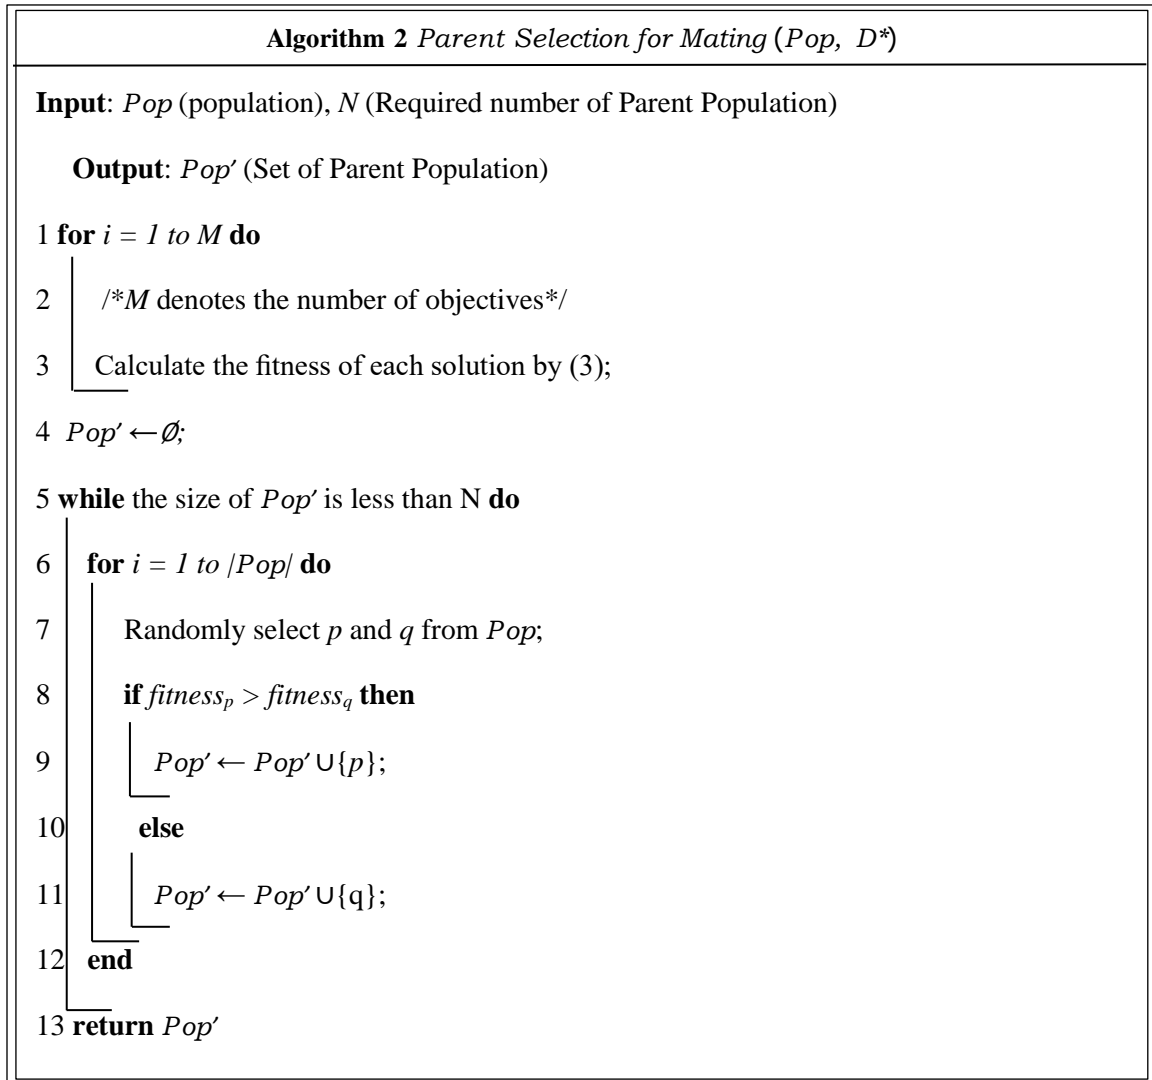 Algorithm 2 Parent Selection for Mating (Pop, D*)
Input: Pop (population), N (Required number of Parent Population)
Output: Pop′ (Set of Parent Population)
1 for i = 1 to M do
2 /*M denotes the number of objectives*/
3 Calculate the fitness of each solution by (3);
4 Pop′ ←∅;
5 while the size of Pop′ is less than N do
6 for i = 1 to |Pop| do
7 Randomly select p and q from Pop;
8 if fitnessₚ > fitness_q then
9 Pop′ ← Pop′ ∪{p};
10 else
11 Pop′ ← Pop′ ∪{q};
12 end
13 return Pop′